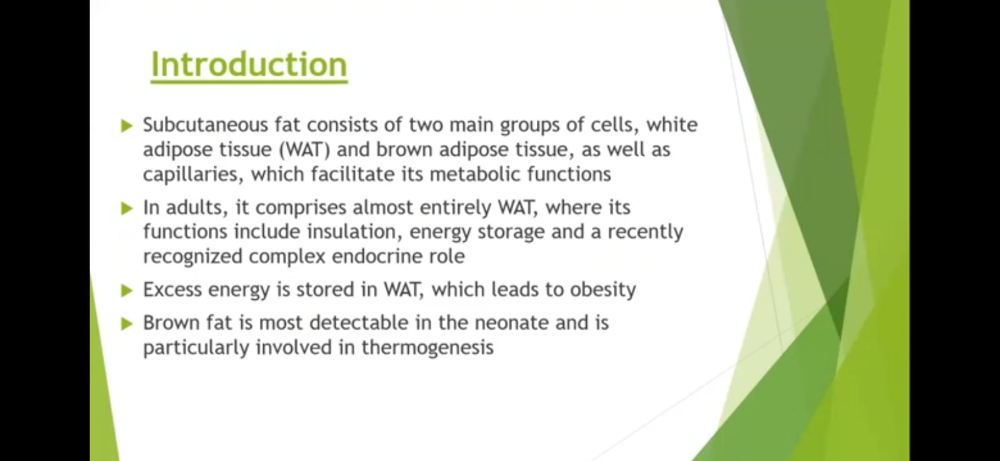 Introduction
Subcutaneous fat consists of two main groups of cells, white
adipose tissue (WAT) and brown adipose tissue, as well as
capillaries, which facilitate its metabolic functions
In adults, it comprises almost entirely WAT, where its
functions include insulation, energy storage and a recently
recognized complex endocrine role
Excess energy is stored in WAT, which leads to obesity
Brown fat is most detectable in the neonate and is
particularly involved in thermogenesis